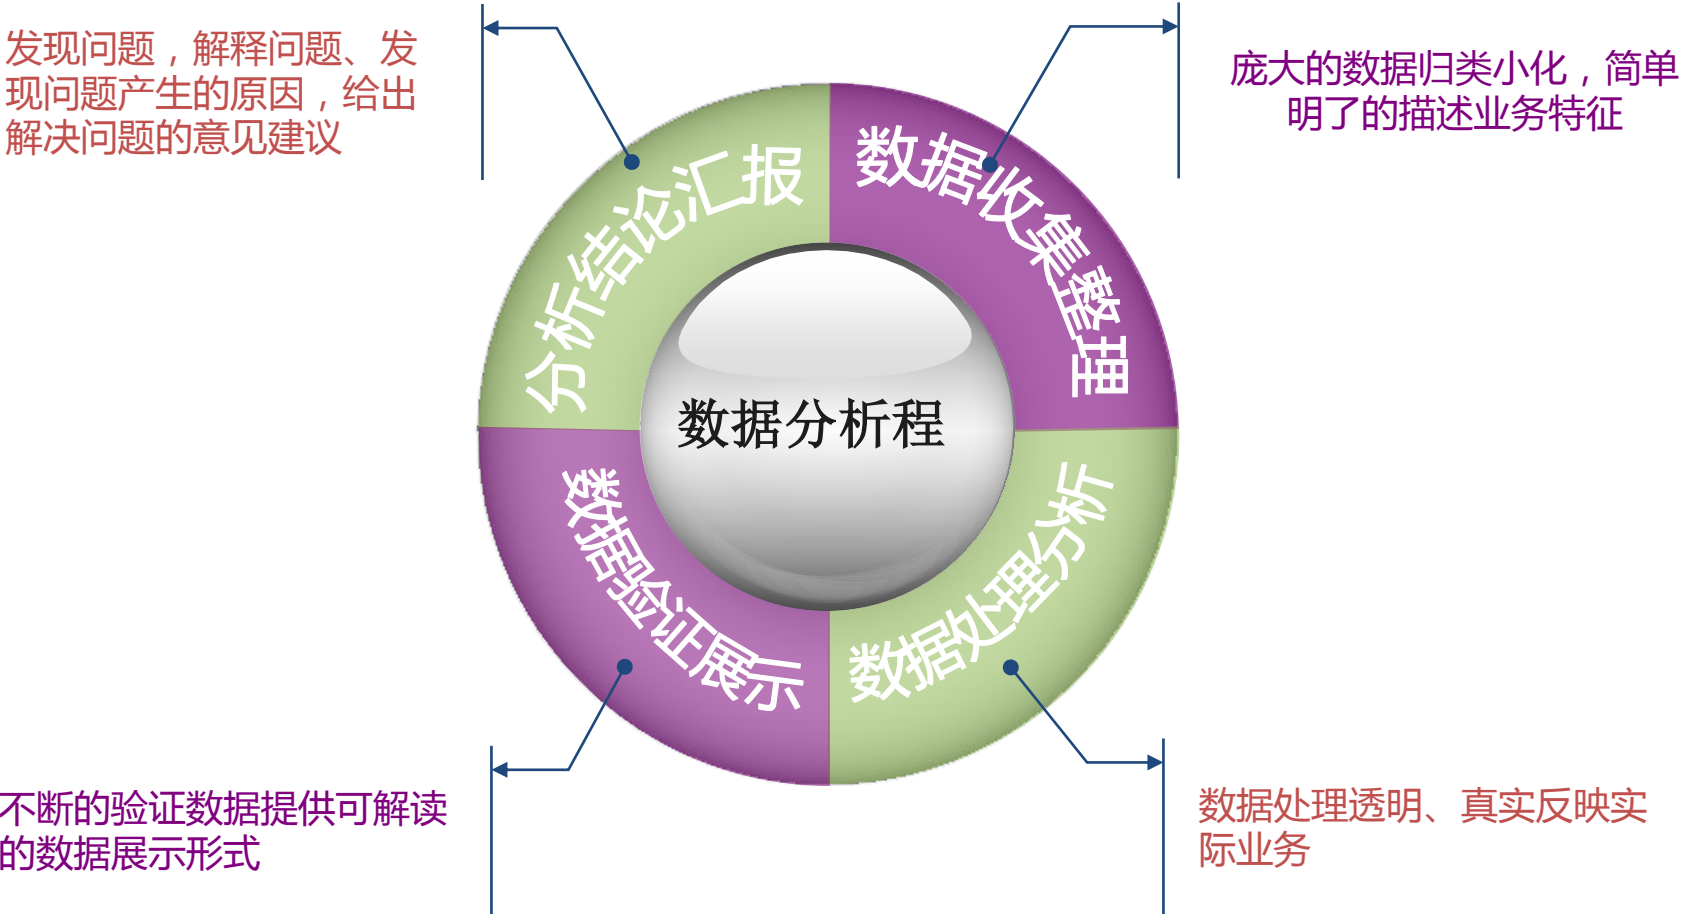 发现问题，解释问题、发
现问题产生的原因，给出
解决问题的意见建议
庞大的数据归类小化，简单
明了的描述业务特征
分析结论汇报
数据收集整理
数据分析程
数据验证展示
数据处理分析
不断的验证数据提供可解读
的数据展示形式
数据处理透明、真实反映实
际业务